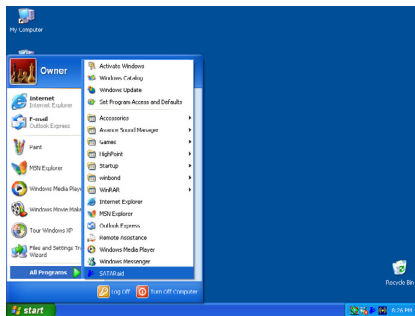 My Computer
Owner
Internet
Internet Explorer
E-mail
Outlook Express
Paint
MSN Explorer
Windows Media Playe
Windows Movie Make
Tour Windows XP
Files and Settings Tr
Wizard
All Programs
Activate Windows
Windows Catalog
Windows Update
Set Program Access and Defaults
Accessories
Avance Sound Manager
Games
HighPoint
Startup
winbond
WinRAR
Internet Explorer
MSN Explorer
Outlook Express
Remote Assistance
Windows Media Player
Windows Messenger
SATARaid
Log Off
Turn Off Computer
Recycle Bin
start
8:26 PM